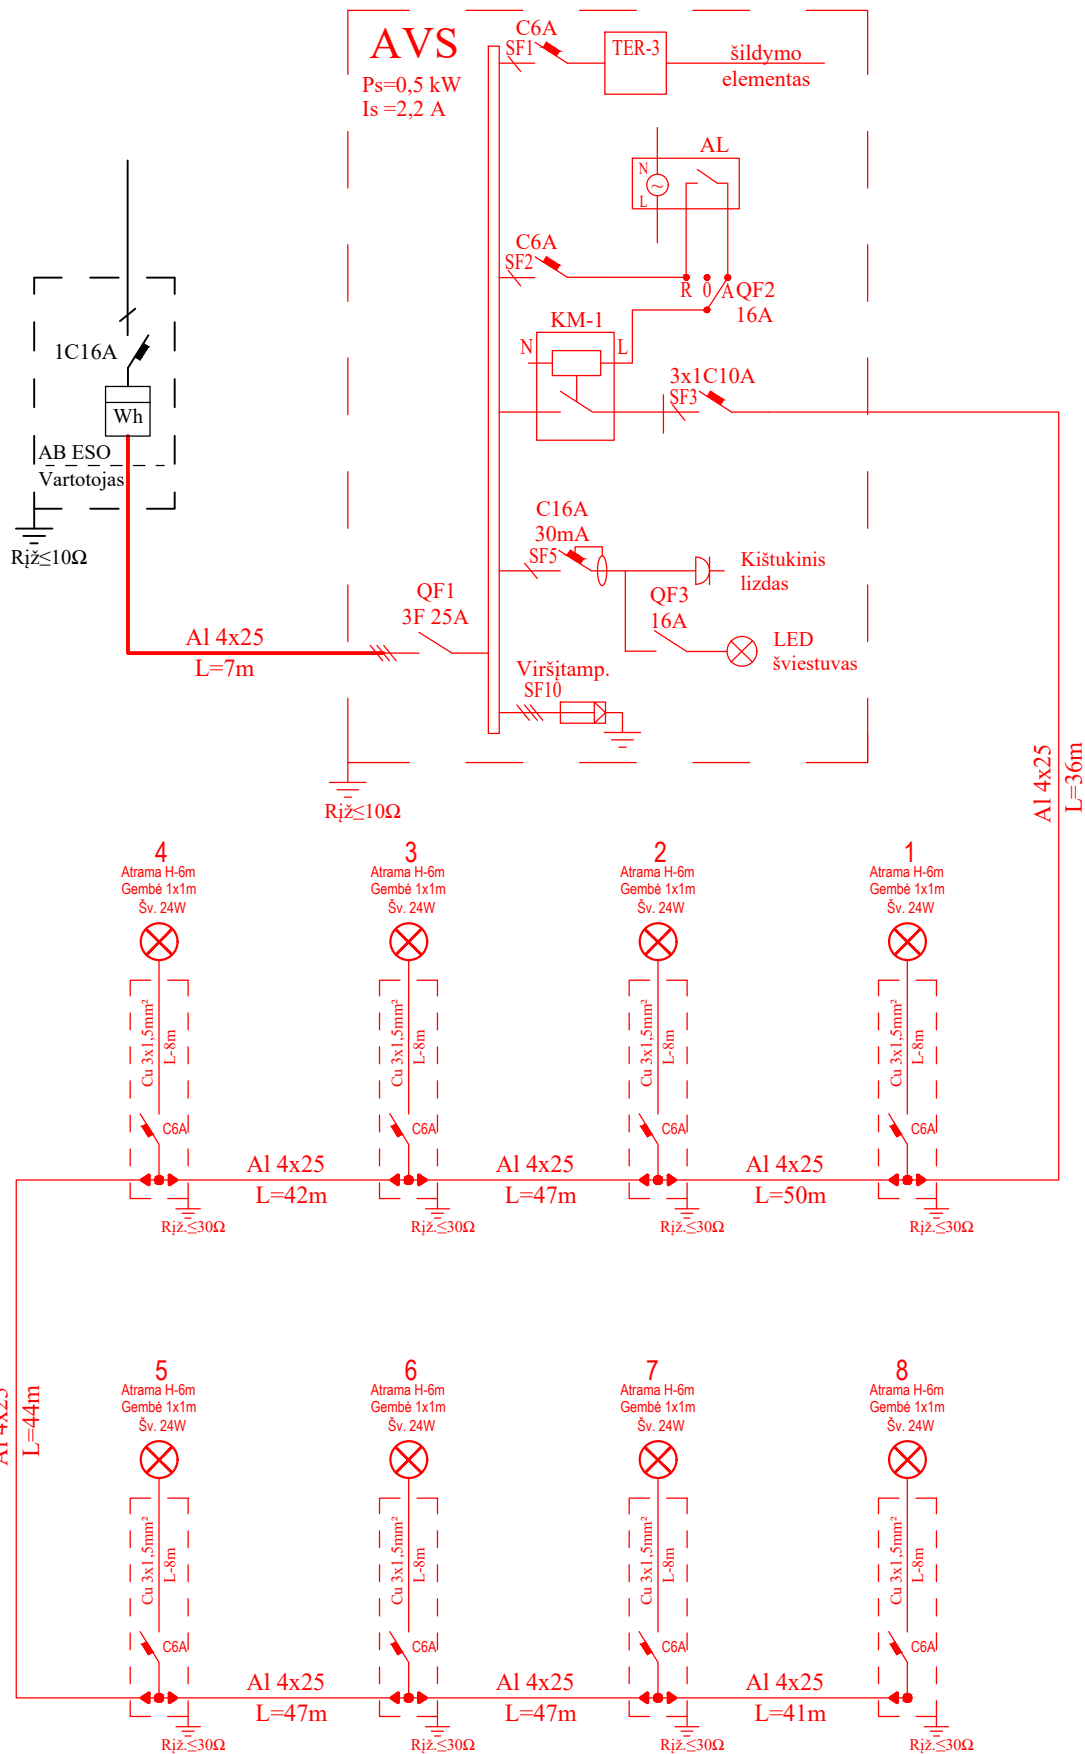 AVS
Ps=0,5 kW
Is =2,2 A
C6A
SF1
TER-3
šildymo
elementas
AL
N
L
C6A
SF2
R 0 A
QF2
16A
KM-1
N
L
3x1C10A
SF3
1C16A
Wh
AB ESO
Vartotojas
Rįž≤10Ω
C16A
30mA
SF5
Kištukinis
lizdas
QF3
16A
LED
šviestuvas
QF1
3F 25A
Al 4x25
L=7m
Viršįtamp.
SF10
Rįž≤10Ω
Al 4x25
L=36m
4
Atrama H-6m
Gembė 1x1m
Šv. 24W
Cu 3x1,5mm²
L-8m
C6A
Rįž.≤30Ω
Al 4x25
L=42m
3
Atrama H-6m
Gembė 1x1m
Šv. 24W
Cu 3x1,5mm²
L-8m
C6A
Rįž.≤30Ω
Al 4x25
L=47m
2
Atrama H-6m
Gembė 1x1m
Šv. 24W
Cu 3x1,5mm²
L-8m
C6A
Rįž.≤30Ω
Al 4x25
L=50m
1
Atrama H-6m
Gembė 1x1m
Šv. 24W
Cu 3x1,5mm²
L-8m
C6A
Rįž.≤30Ω
Al 4x25
L=44m
5
Atrama H-6m
Gembė 1x1m
Šv. 24W
Cu 3x1,5mm²
L-8m
C6A
Rįž.≤30Ω
Al 4x25
L=47m
6
Atrama H-6m
Gembė 1x1m
Šv. 24W
Cu 3x1,5mm²
L-8m
C6A
Rįž.≤30Ω
Al 4x25
L=47m
7
Atrama H-6m
Gembė 1x1m
Šv. 24W
Cu 3x1,5mm²
L-8m
C6A
Rįž.≤30Ω
Al 4x25
L=41m
8
Atrama H-6m
Gembė 1x1m
Šv. 24W
Cu 3x1,5mm²
L-8m
C6A
Rįž.≤30Ω